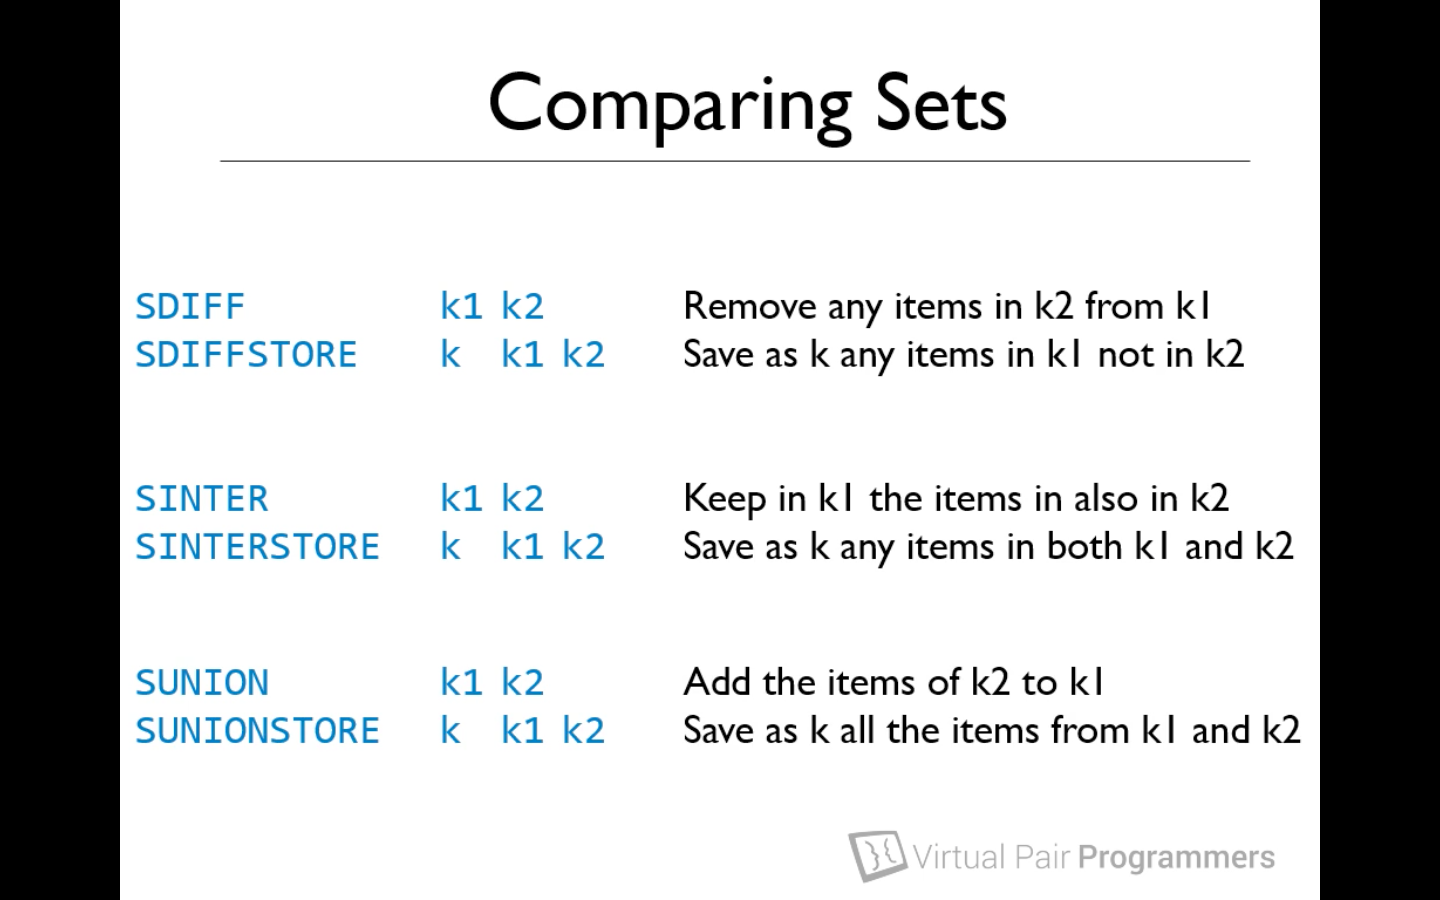 Comparing Sets
SDIFF k1 k2 Remove any items in k2 from k1
SDIFFSTORE k k1 k2 Save as k any items in k1 not in k2
SINTER k1 k2 Keep in k1 the items in also in k2
SINTERSTORE k k1 k2 Save as k any items in both k1 and k2
SUNION k1 k2 Add the items of k2 to k1
SUNIONSTORE k k1 k2 Save as k all the items from k1 and k2
Virtual Pair Programmers